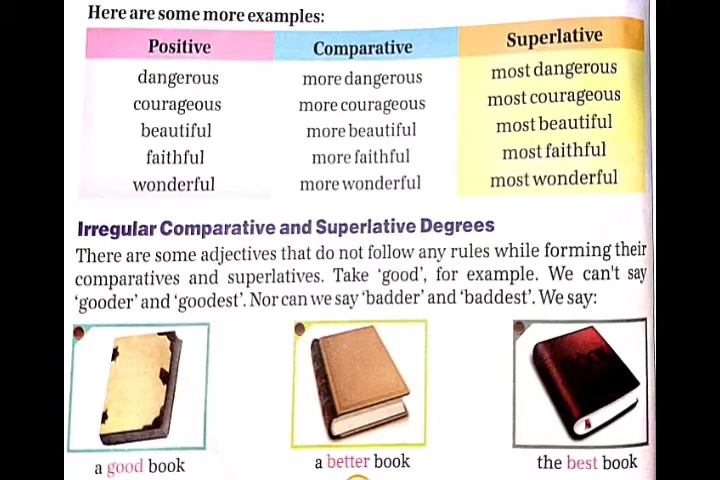 Here are some more examples:
Positive Comparative Superlative
dangerous more dangerous most dangerous
courageous more courageous most courageous
beautiful more beautiful most beautiful
faithful more faithful most faithful
wonderful more wonderful most wonderful
Irregular Comparative and Superlative Degrees
There are some adjectives that do not follow any rules while forming their
comparatives and superlatives. Take ‘good’, for example. We can't say
‘gooder’ and ‘goodest’. Nor can we say ‘badder’ and ‘baddest’. We say:
a good book a better book the best book